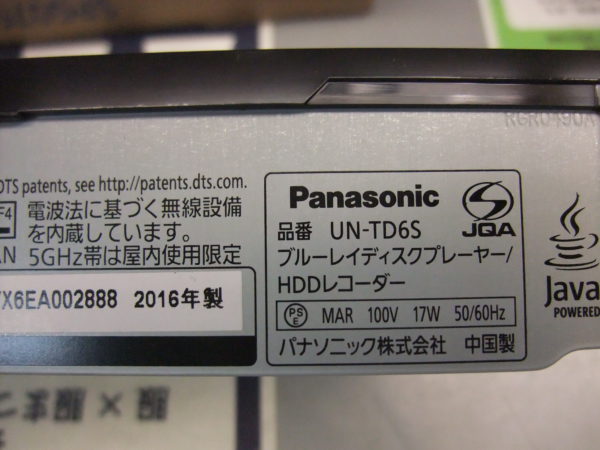 DTS patents, see http://patents.dts.com.
F4
電波法に基づく無線設備
を内蔵しています。
AN 5GHz帯は屋内使用限定
X6EA002888 2016年製
Panasonic
品番 UN-TD6S
JQA
ブルーレイディスクプレーヤー/
HDDレコーダー
PS
E
MAR 100V 17W 50/60Hz
パナソニック株式会社 中国製
Java
POWERED